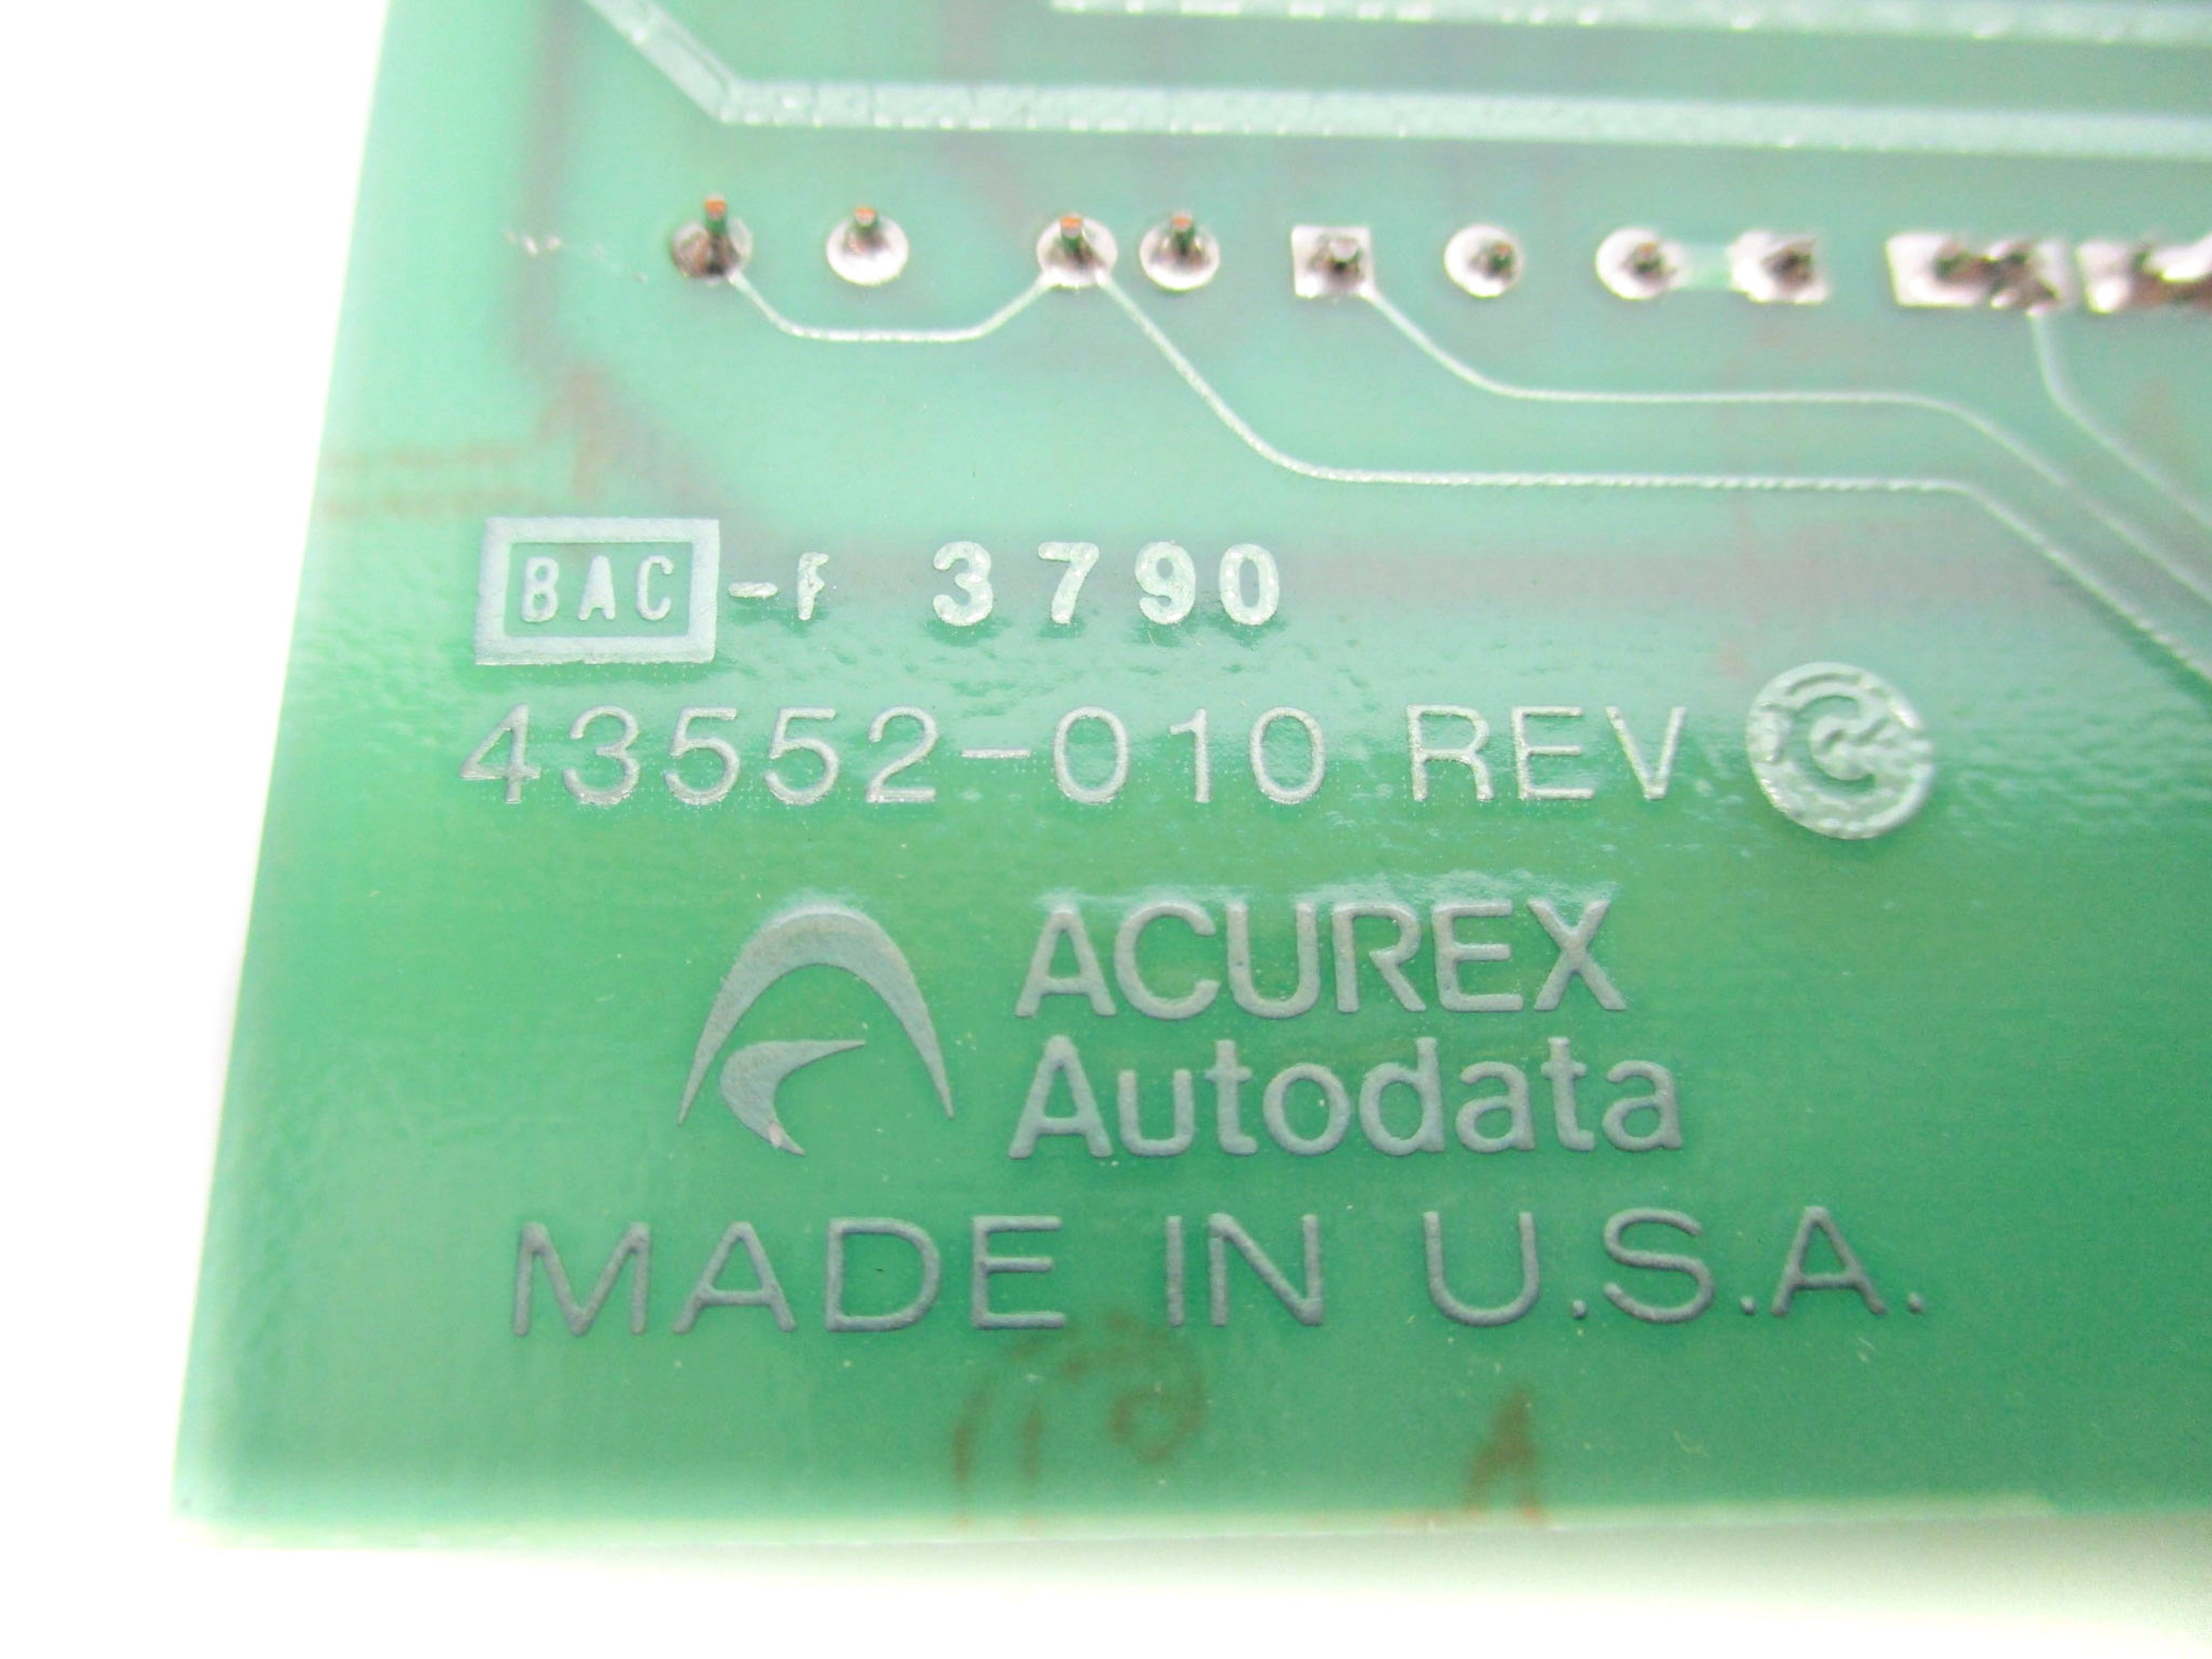 BAC -F 3790
43552-010 REV C
ACUREX
Autodata
MADE IN U.S.A.